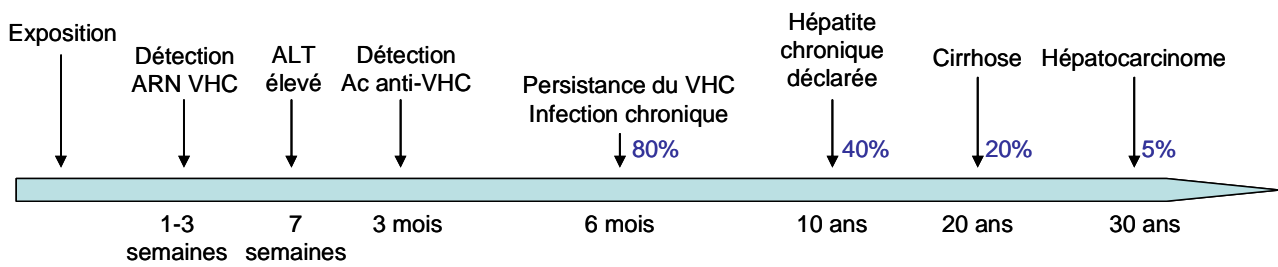 Exposition
Détection
ARN VHC
ALT
élevé
Détection
Ac anti-VHC
Persistance du VHC
Infection chronique
80%
Hépatite
chronique
déclarée
40%
Cirrhose
20%
Hépatocarcinome
5%
1-3
semaines
7
semaines
3 mois
6 mois
10 ans
20 ans
30 ans